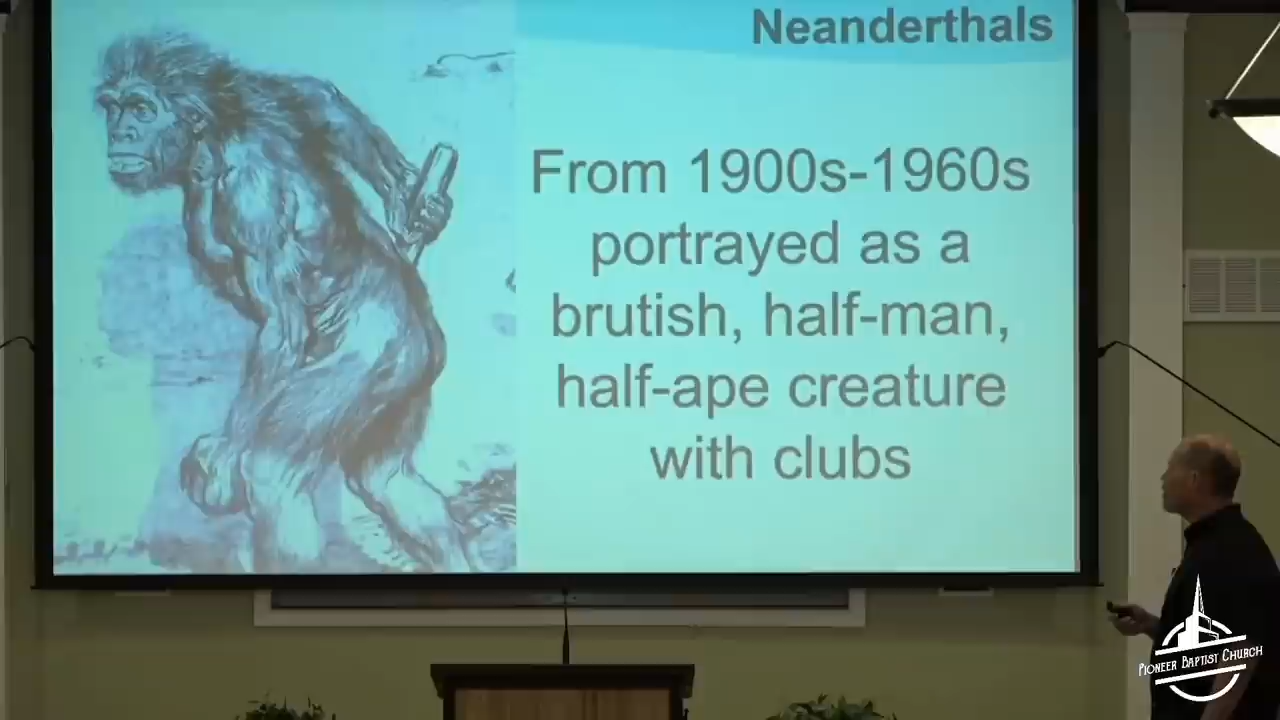 Neanderthals
From 1900s-1960s
portrayed as a
brutish, half-man,
half-ape creature
with clubs
PIONEER BAPTIST CHURCH